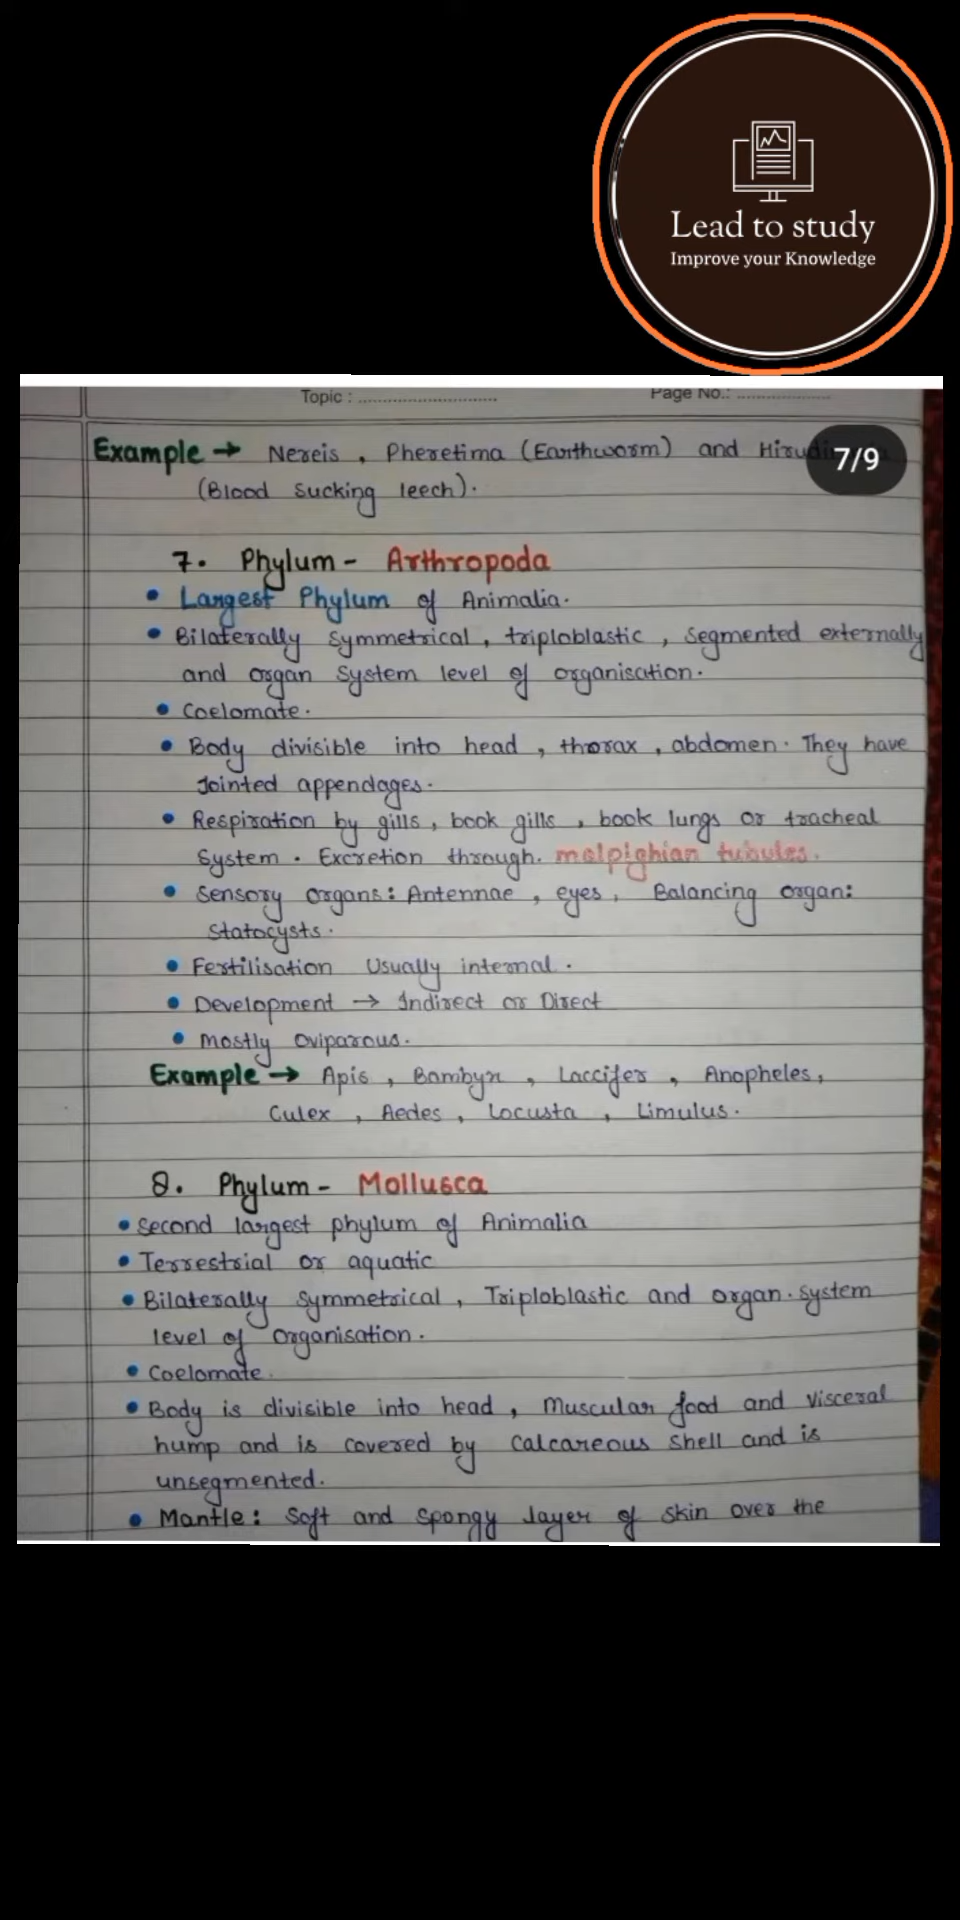 Lead to study
Improve your Knowledge
Topic : ............................
Page No.: ...................
7/9
Example → Nereis , Pheretima (Earthworm) and
(Blood sucking leech).
7. Phylum - Arthropoda
• Largest Phylum of Animalia.
• Bilaterally symmetrical , triploblastic , segmented externally
and organ system level of organisation.
• Coelomate.
• Body divisible into head , thorax , abdomen. They have
Jointed appendages.
• Respiration by gills , book gills , book lungs or tracheal
system . Excretion through. malpighian tubules.
• Sensory organs : Antennae , eyes , Balancing organ:
Statocysts.
• Fertilisation Usually internal .
• Development → Indirect or Direct
• Mostly Oviparous.
Example → Apis , Bombyx , Laccifer , Anopheles ,
Culex , Aedes , Locusta , Limulus .
8. Phylum - Mollusca
• Second largest phylum of Animalia
• Terrestrial or aquatic
• Bilaterally symmetrical , Triploblastic and organ.system
level of organisation .
• Coelomate.
• Body is divisible into head , Muscular food and visceral
hump and is covered by calcareous shell and is
unsegmented.
• Mantle : Soft and spongy layer of skin over the